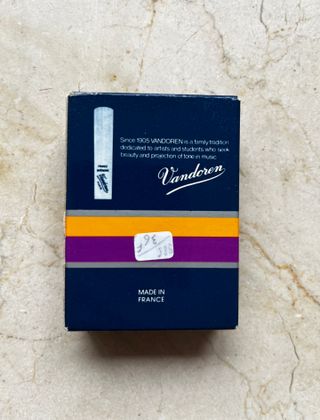 Since 1905 VANDOREN is a family tradition
dedicated to artists and students who seek
beauty and projection of tone in music.
Vandoren
MADE IN
FRANCE